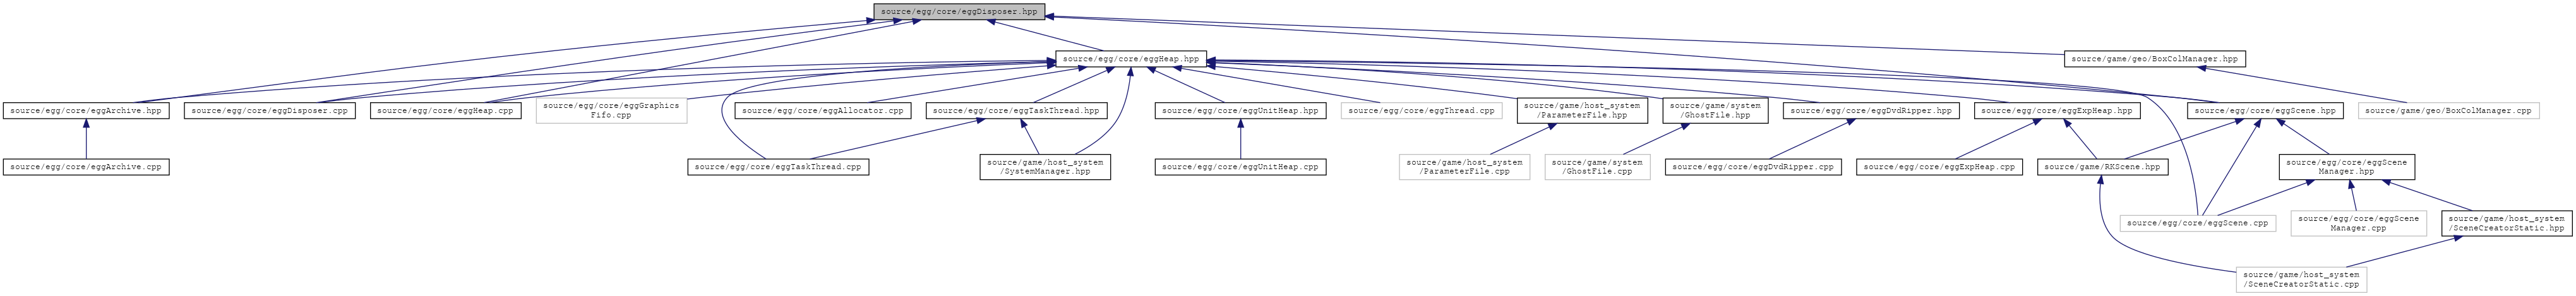 source/egg/core/eggDisposer.hpp
source/egg/core/eggHeap.hpp
source/game/geo/BoxColManager.hpp
source/egg/core/eggArchive.hpp
source/egg/core/eggDisposer.cpp
source/egg/core/eggHeap.cpp
source/egg/core/eggGraphics
Fifo.cpp
source/egg/core/eggAllocator.cpp
source/egg/core/eggTaskThread.hpp
source/egg/core/eggUnitHeap.hpp
source/egg/core/eggThread.cpp
source/game/host_system
/ParameterFile.hpp
source/game/system
/GhostFile.hpp
source/egg/core/eggDvdRipper.hpp
source/egg/core/eggExpHeap.hpp
source/egg/core/eggScene.hpp
source/game/geo/BoxColManager.cpp
source/egg/core/eggArchive.cpp
source/egg/core/eggTaskThread.cpp
source/game/host_system
/SystemManager.hpp
source/egg/core/eggUnitHeap.cpp
source/game/host_system
/ParameterFile.cpp
source/game/system
/GhostFile.cpp
source/egg/core/eggDvdRipper.cpp
source/egg/core/eggExpHeap.cpp
source/game/RKScene.hpp
source/egg/core/eggScene
Manager.hpp
source/egg/core/eggScene.cpp
source/egg/core/eggScene
Manager.cpp
source/game/host_system
/SceneCreatorStatic.hpp
source/game/host_system
/SceneCreatorStatic.cpp